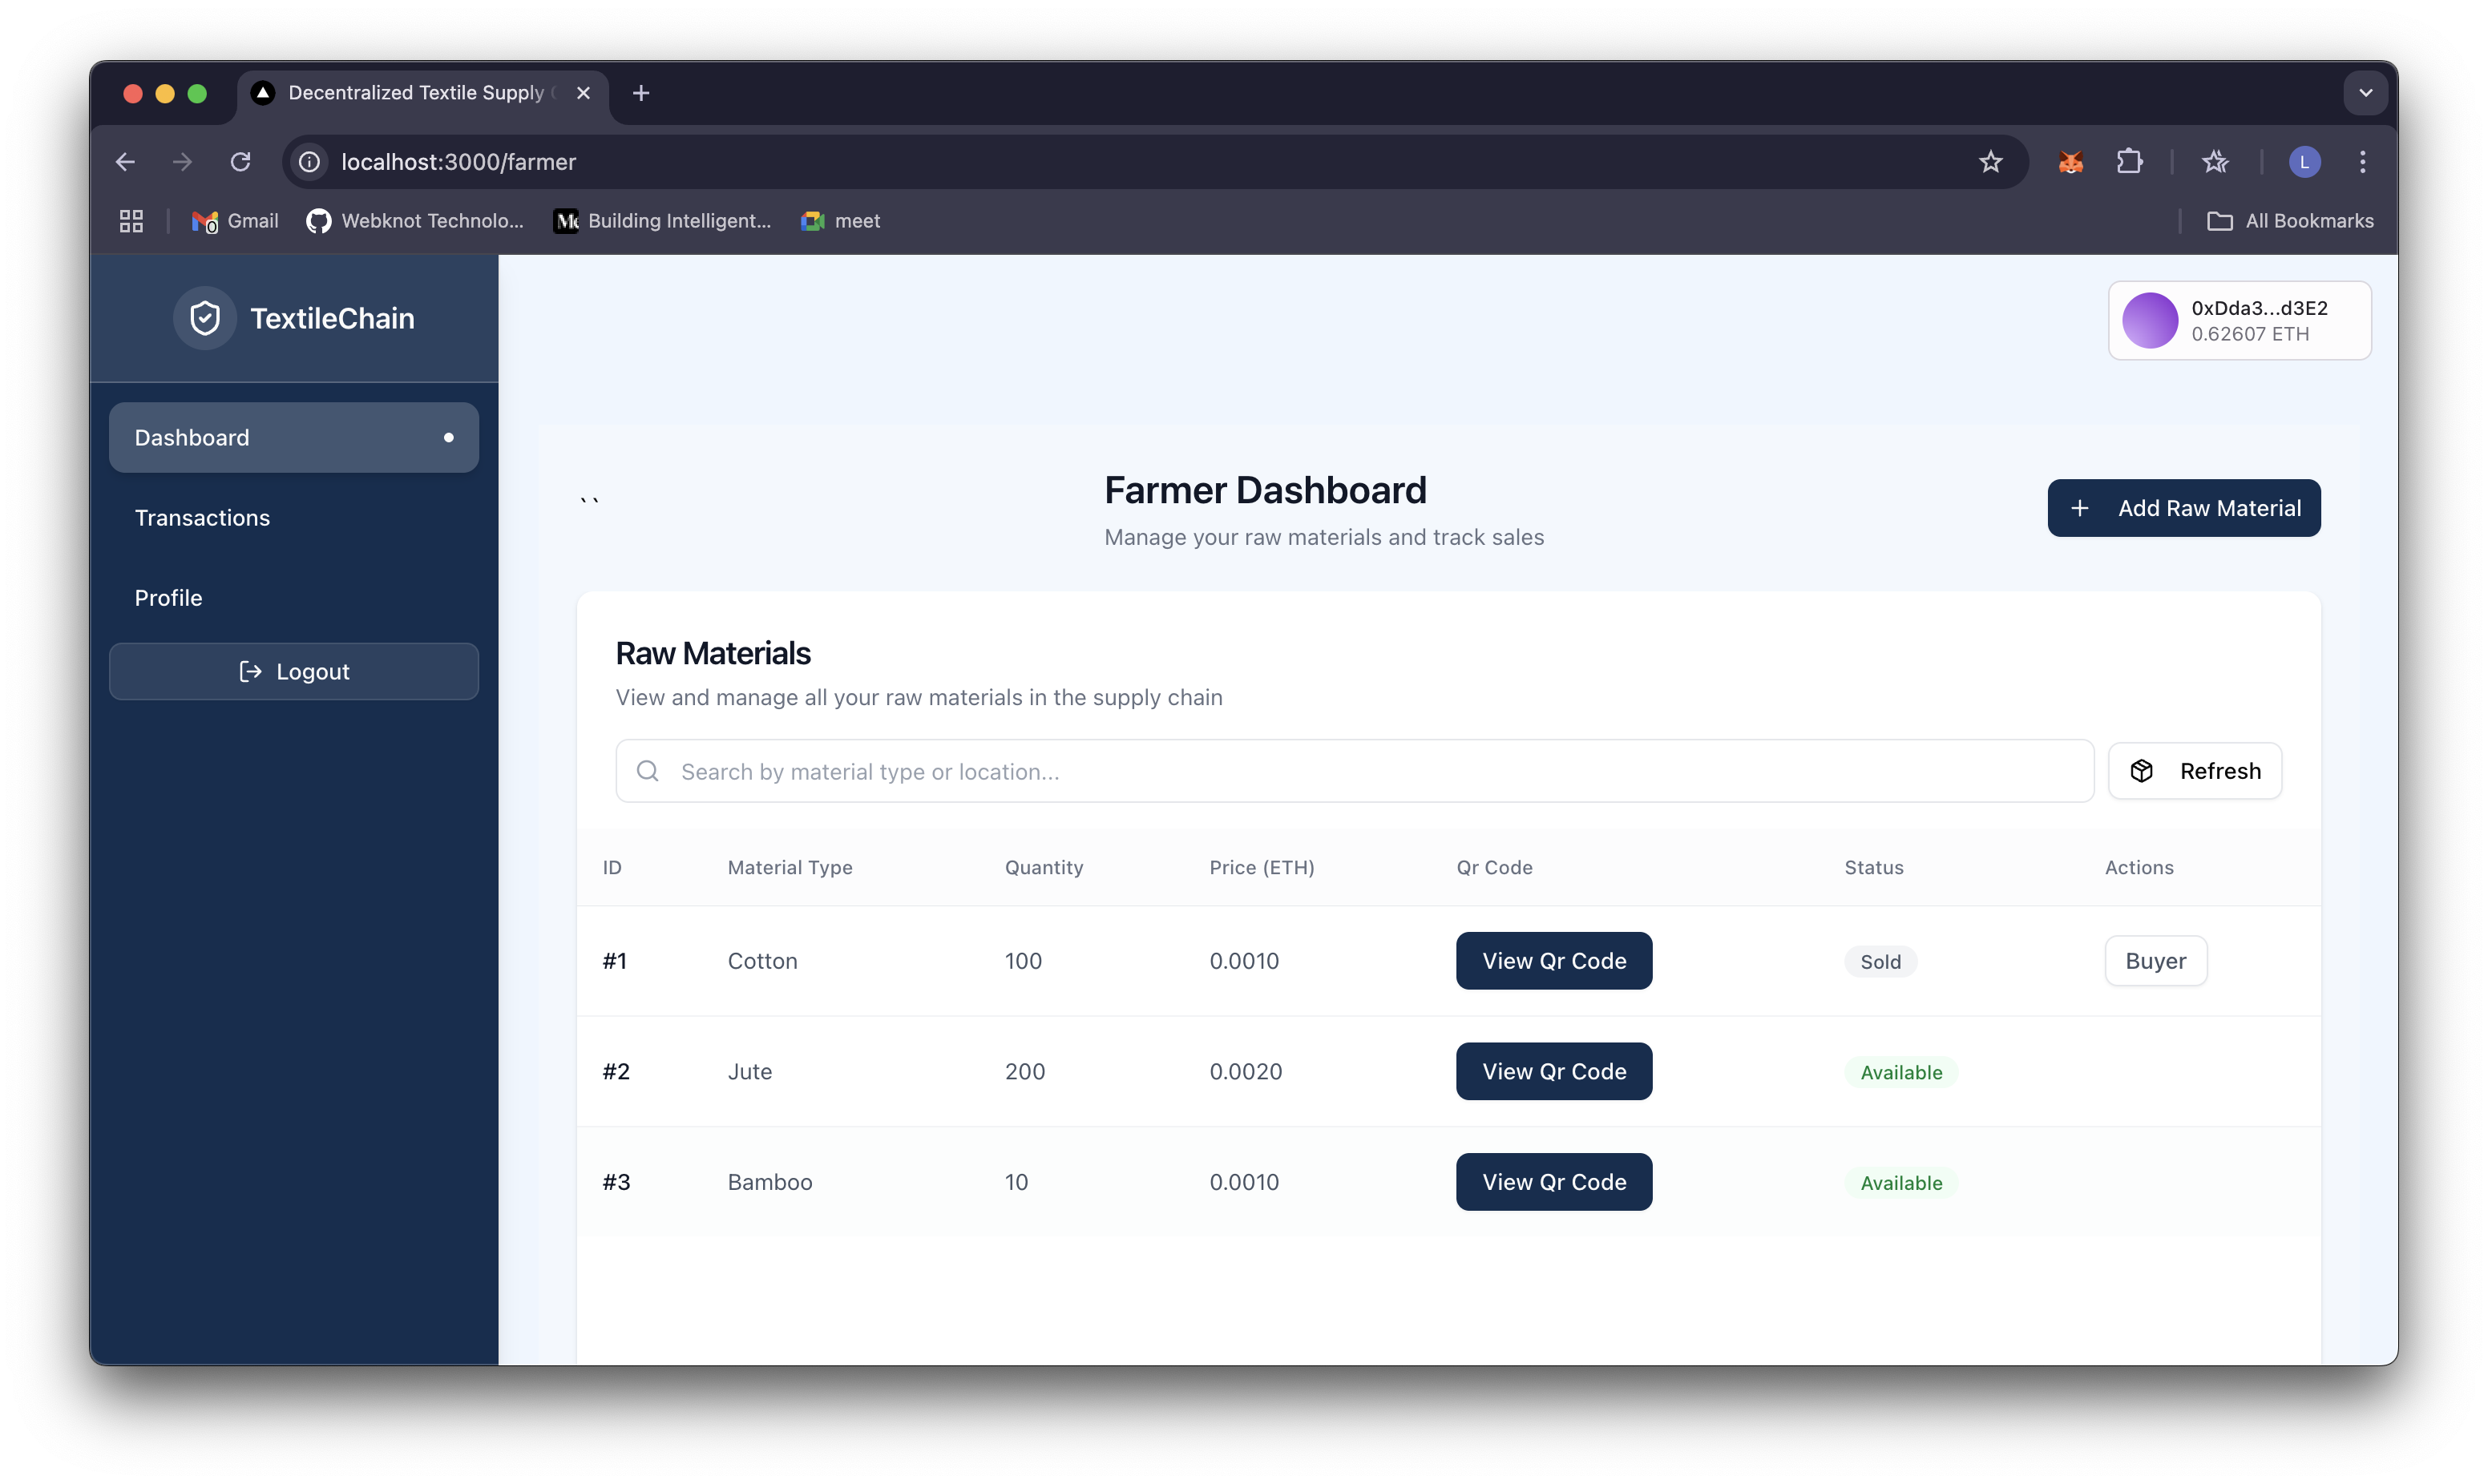 Decentralized Textile Supply
localhost:3000/farmer
L
Gmail
Webknot Technolo...
Building Intelligent...
meet
All Bookmarks
TextileChain
0xDda3...d3E2
0.62607 ETH
Dashboard
Transactions
Profile
Logout
``
Farmer Dashboard
Manage your raw materials and track sales
+ Add Raw Material
Raw Materials
View and manage all your raw materials in the supply chain
Search by material type or location...
Refresh
ID Material Type Quantity Price (ETH) Qr Code Status Actions
#1 Cotton 100 0.0010 View Qr Code Sold Buyer
#2 Jute 200 0.0020 View Qr Code Available
#3 Bamboo 10 0.0010 View Qr Code Available